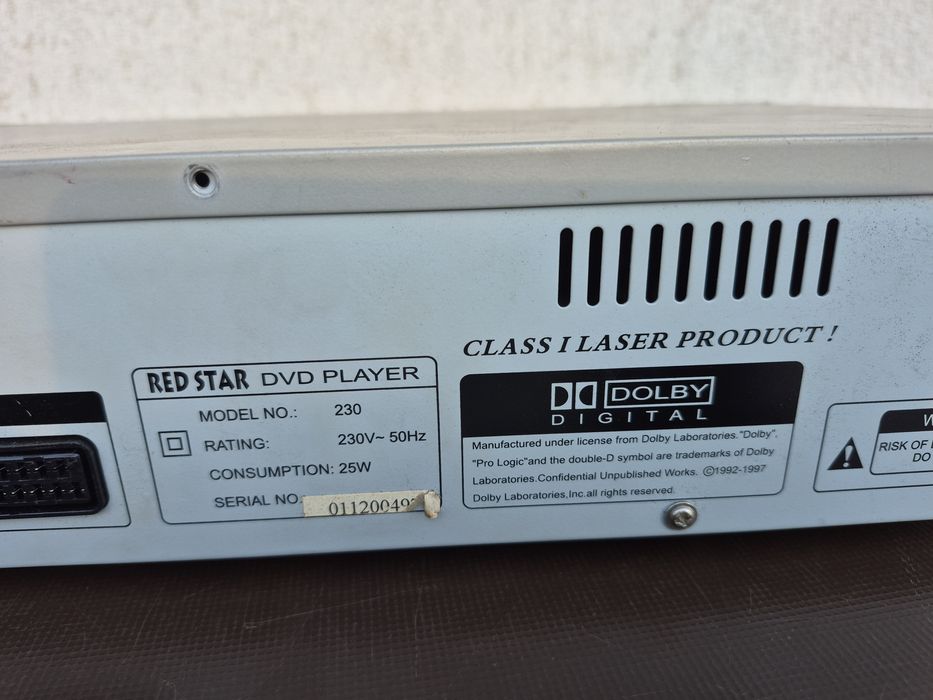 CLASS I LASER PRODUCT !
RED STAR DVD PLAYER
MODEL NO.: 230
RATING: 230V~ 50Hz
CONSUMPTION: 25W
SERIAL NO.
DOLBY
DIGITAL
Manufactured under license from Dolby Laboratories. "Dolby",
"Pro Logic"and the double-D symbol are trademarks of Dolby
Laboratories.Confidential Unpublished Works. ©1992-1997
Dolby Laboratories,Inc.all rights reserved.
RISK OF
DO